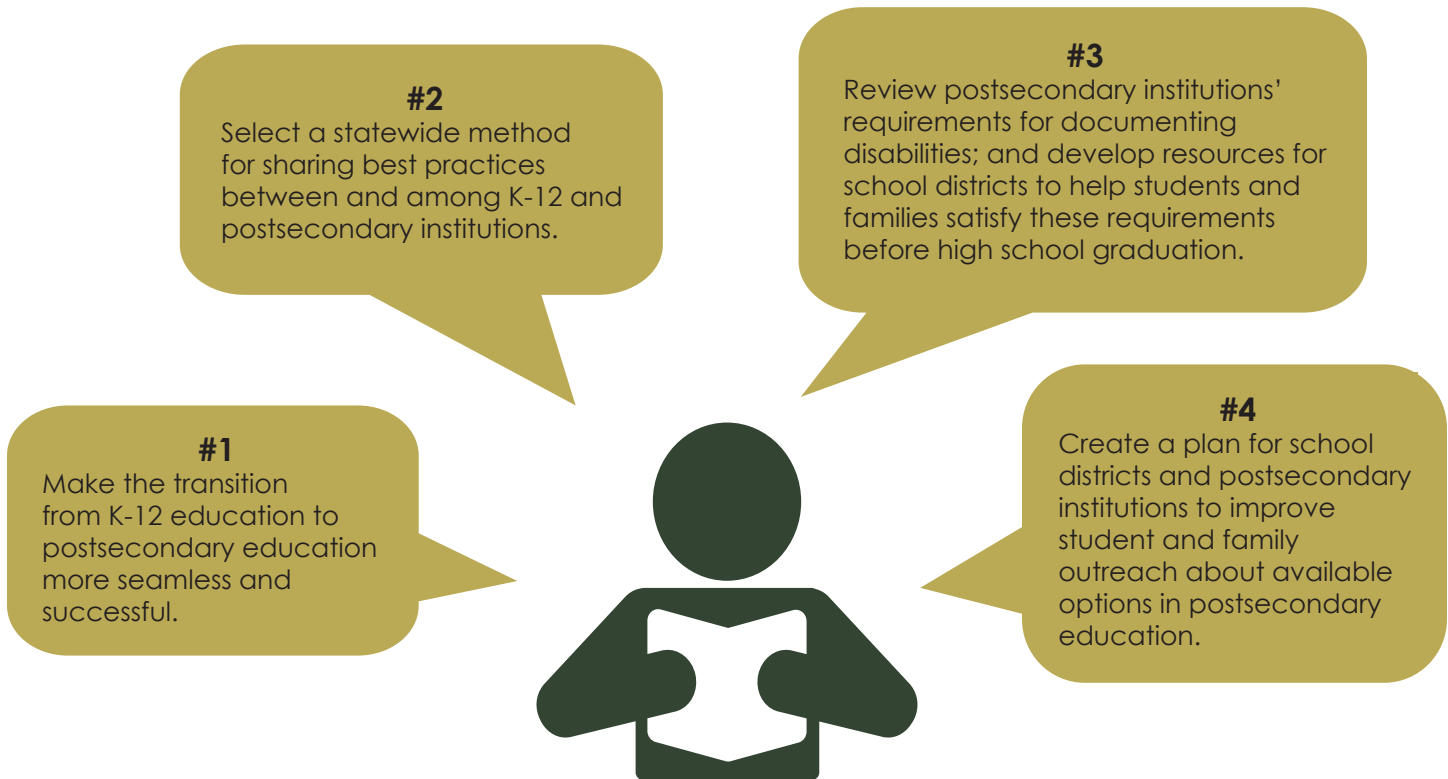 #1
Make the transition
from K-12 education to
postsecondary education
more seamless and
successful.
#2
Select a statewide method
for sharing best practices
between and among K-12 and
postsecondary institutions.
#3
Review postsecondary institutions’
requirements for documenting
disabilities; and develop resources for
school districts to help students and
families satisfy these requirements
before high school graduation.
#4
Create a plan for school
districts and postsecondary
institutions to improve
student and family
outreach about available
options in postsecondary
education.